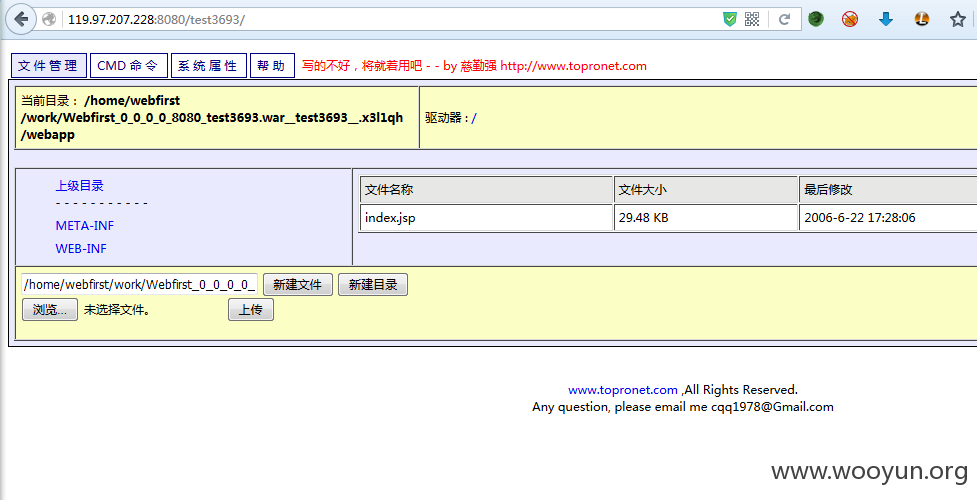 119.97.207.228:8080/test3693/
文件管理 CMD 命令 系统属性 帮助 写的不好，将就着用吧 - - by 慈勤强 http://www.topronet.com
当前目录： /home/webfirst
/work/Webfirst_0_0_0_0_8080_test3693.war__test3693__.x3l1qh
/webapp
驱动器 : /
上级目录
- - - - - - - - - - -
META-INF
WEB-INF
文件名称 文件大小 最后修改
index.jsp 29.48 KB 2006-6-22 17:28:06
/home/webfirst/work/Webfirst_0_0_0_0_ 新建文件 新建目录
浏览... 未选择文件。 上传
www.topronet.com ,All Rights Reserved.
Any question, please email me cqq1978@Gmail.com
www.wooyun.org